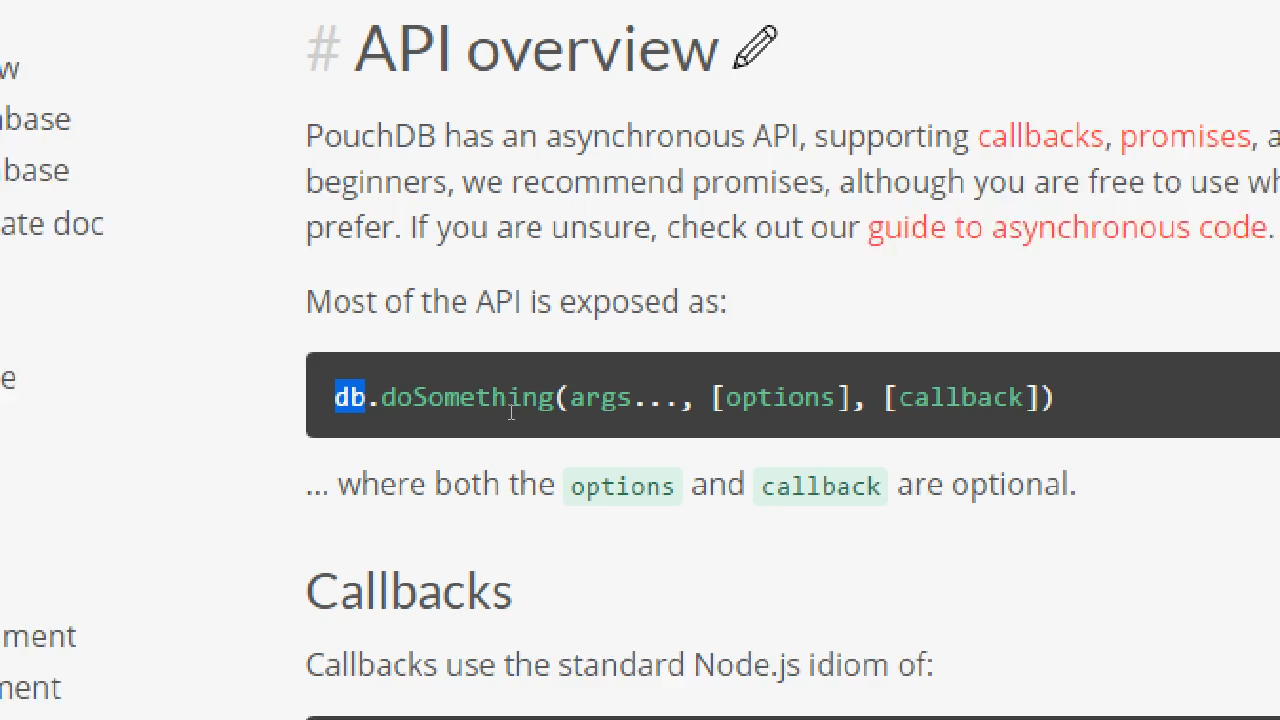 # API overview
w
base
PouchDB has an asynchronous API, supporting callbacks, promises,
base
beginners, we recommend promises, although you are free to use
ate doc
prefer. If you are unsure, check out our guide to asynchronous code.
Most of the API is exposed as:
e
db.doSomething(args..., [options], [callback])
... where both the options and callback are optional.
Callbacks
ment
Callbacks use the standard Node.js idiom of:
ment